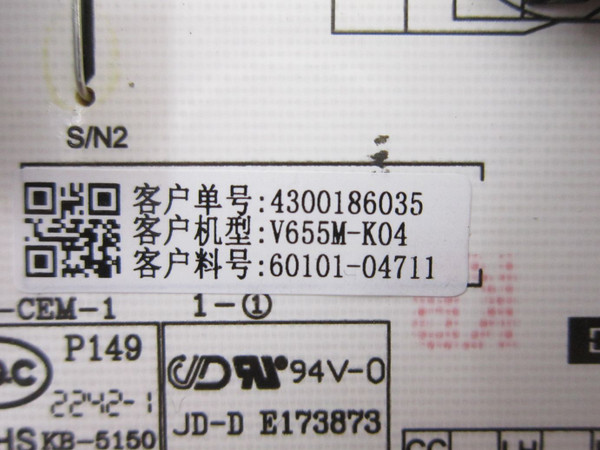 S/N2
客户单号:4300186035
客户机型:V655M-K04
客户料号:60101-04711
-CEM-1 1-①
P149
2242-1
94V-0
JD-D E173873
HS KB-5150